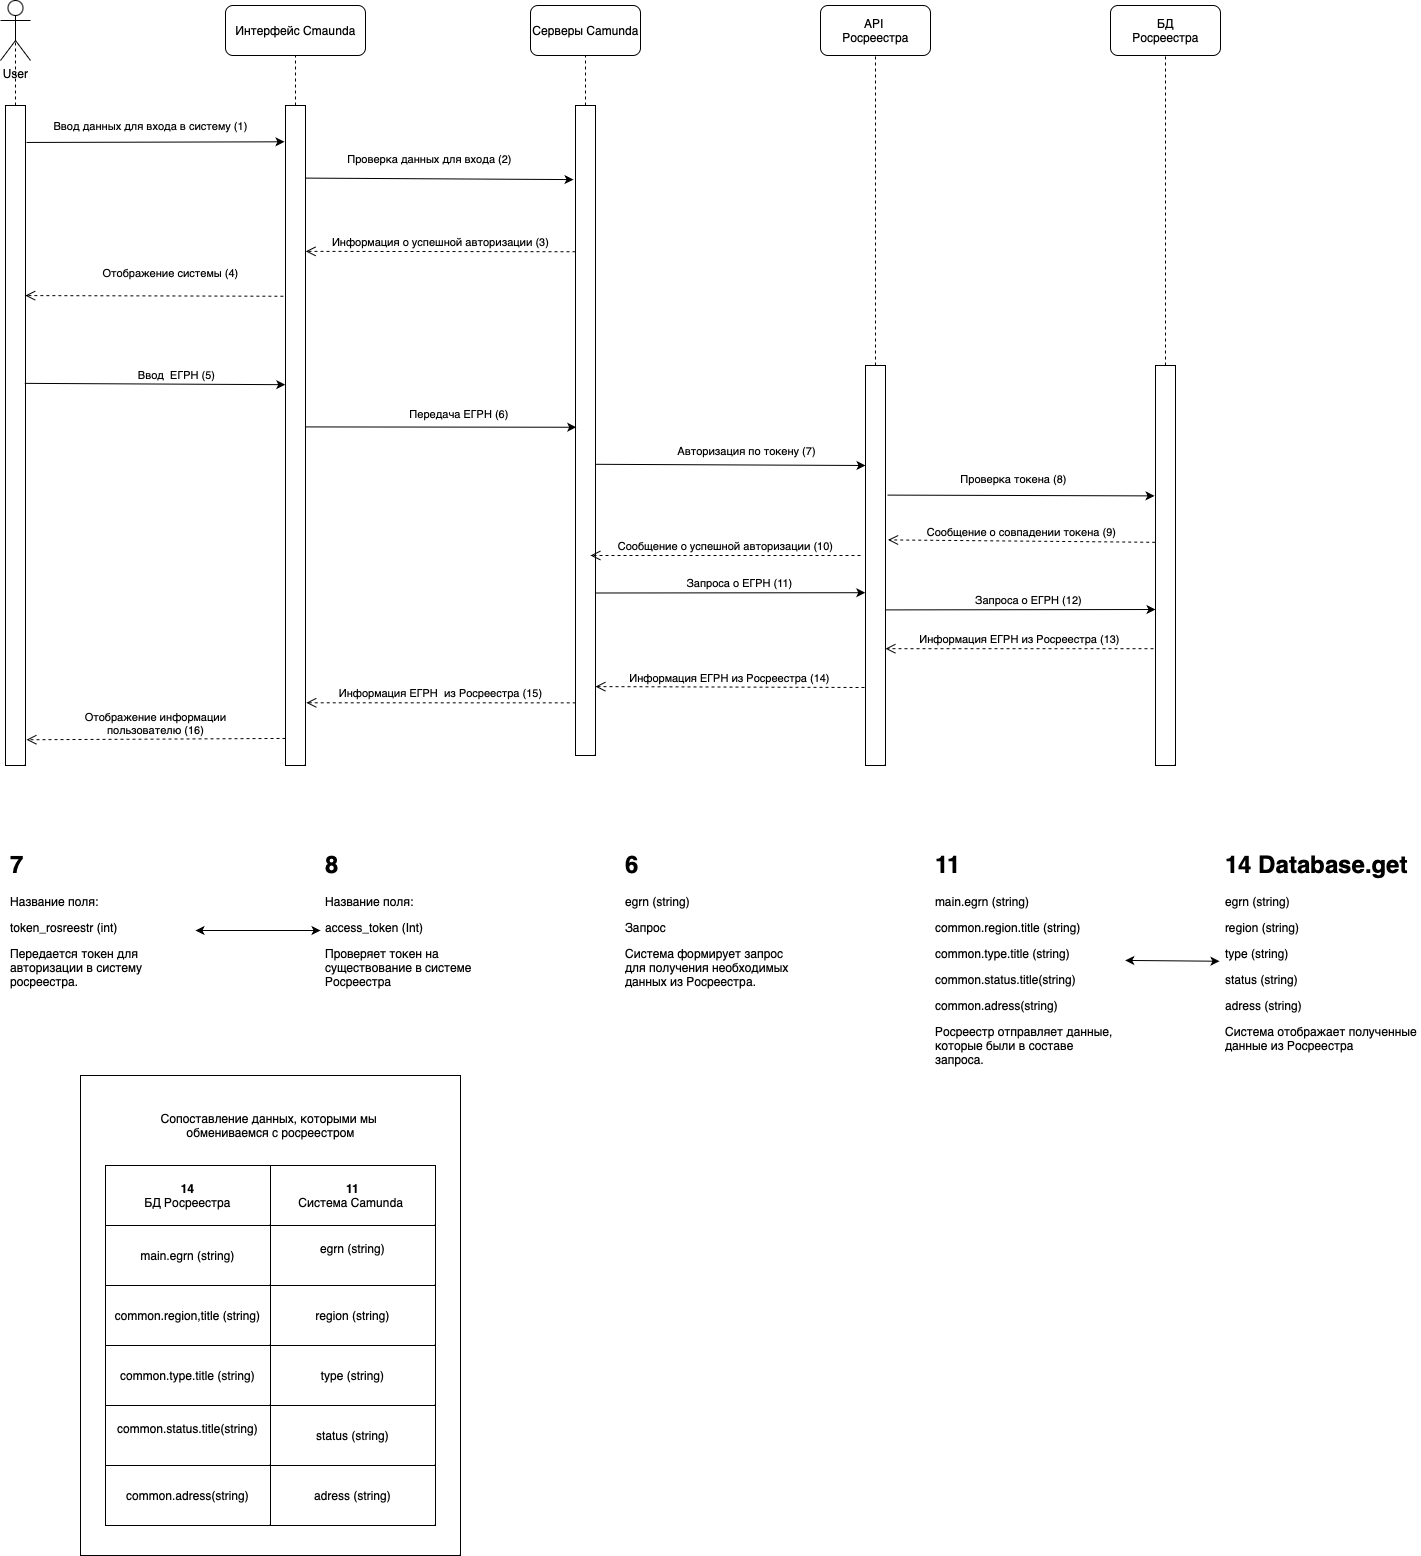 User
Интерфейс Cmaunda
Серверы Camunda
API
Росреестра
БД
Росреестра
Ввод данных для входа в систему (1)
Проверка данных для входа (2)
Информация о успешной авторизации (3)
Отображение системы (4)
Ввод ЕГРН (5)
Передача ЕГРН (6)
Авторизация по токену (7)
Проверка токена (8)
Сообщение о совпадении токена (9)
Сообщение о успешной авторизации (10)
Запроса о ЕГРН (11)
Запроса о ЕГРН (12)
Информация ЕГРН из Росреестра (13)
Информация ЕГРН из Росреестра (14)
Информация ЕГРН из Росреестра (15)
Отображение информации
пользователю (16)
7
Название поля:
token_rosreestr (int)
Передается токен для
авторизации в систему
росреестра.
8
Название поля:
access_token (Int)
Проверяет токен на
существование в системе
Росреестра
6
egrn (string)
Запрос
Система формирует запрос
для получения необходимых
данных из Росреестра.
11
main.egrn (string)
common.region.title (string)
common.type.title (string)
common.status.title(string)
common.adress(string)
Росреестр отправляет данные,
которые были в составе
запроса.
14 Database.get
egrn (string)
region (string)
type (string)
status (string)
adress (string)
Система отображает полученные
данные из Росреестра
Сопоставление данных, которыми мы
обмениваемся с росреестром
14
БД Росреестра
11
Система Camunda
main.egrn (string)
egrn (string)
common.region,title (string)
region (string)
common.type.title (string)
type (string)
common.status.title(string)
status (string)
common.adress(string)
adress (string)